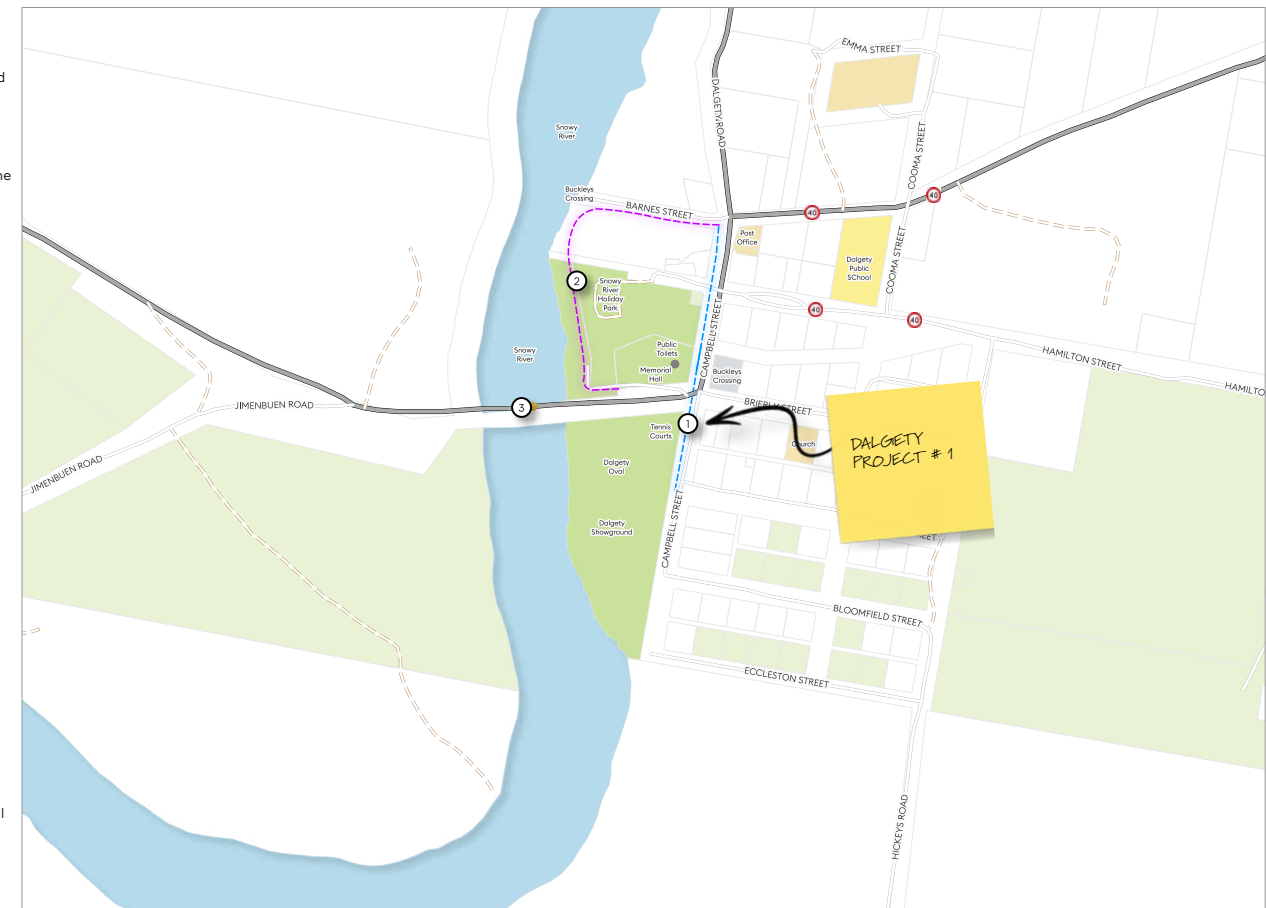 EMMA STREET
d
DALGETY ROAD
Snowy
River
COOMA STREET
ne
Buckleys
Crossing
40
BARNES STREET
40
Post
Office
COOMA STREET
Dalgety
Public
SChool
2
Snowy
River
Holiday
Park
40
40
CAMPBELL STREET
Snowy
River
Public
Toilets
HAMILTON STREET
Memorial
Hall
Buckleys
Crossing
HAMILTO
JIMENBUEN ROAD
3
BRIERLY STREET
1
Tennis
Courts
Church
DALGETY
PROJECT # 1
Dalgety
Oval
JIMENBUEN ROAD
Dalgety
Showground
CAMPBELL STREET
BLOOMFIELD STREET
ECCLESTON STREET
l
HICKEYS ROAD